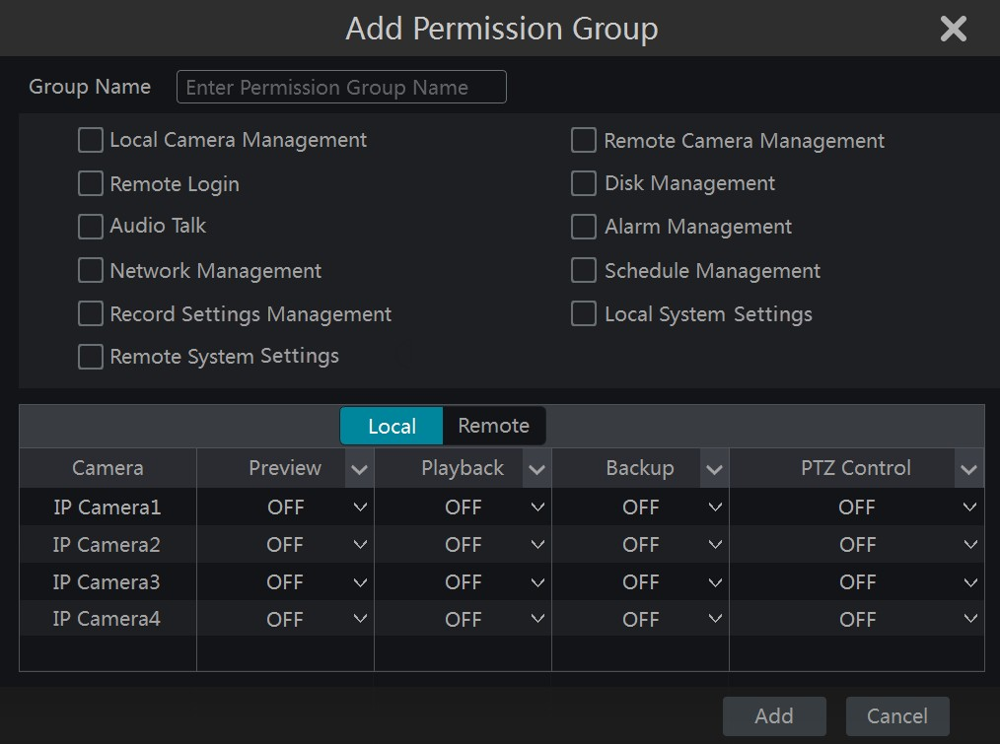 Add Permission Group
Group Name Enter Permission Group Name
Local Camera Management Remote Camera Management
Remote Login Disk Management
Audio Talk Alarm Management
Network Management Schedule Management
Record Settings Management Local System Settings
Remote System Settings
Local Remote
Camera Preview Playback Backup PTZ Control
IP Camera1 OFF OFF OFF OFF
IP Camera2 OFF OFF OFF OFF
IP Camera3 OFF OFF OFF OFF
IP Camera4 OFF OFF OFF OFF
Add Cancel